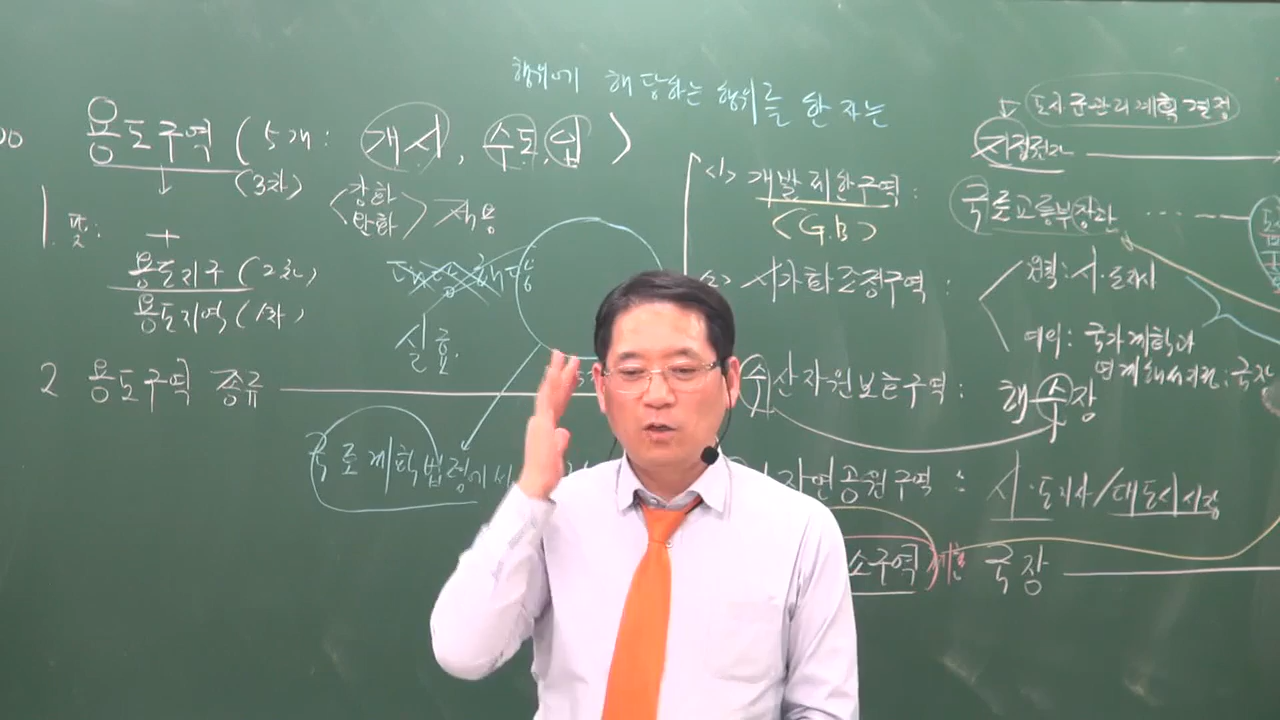 행위에 해당하는 행위를 한 자는
용도구역 (5개: 개시, 수도, 입)
(3차)
<강화 완화> 적용
1. 뜻:
+
용도지구 (2차)
용도지역 (1차)
실효.
2 용도구역 종류
국토계획법령에서
도시·군관리계획결정
지정권자
1> 개발제한구역:
(G.B)
국토교통부장관 ...
2> 시가화조정구역:
원칙: 시·도지사
예외: 국가계획과
연계해서 지정: 국장
수산자원보호구역: 해수장
자연공원구역: 시·도지사/대도시시장
소구역) 국장